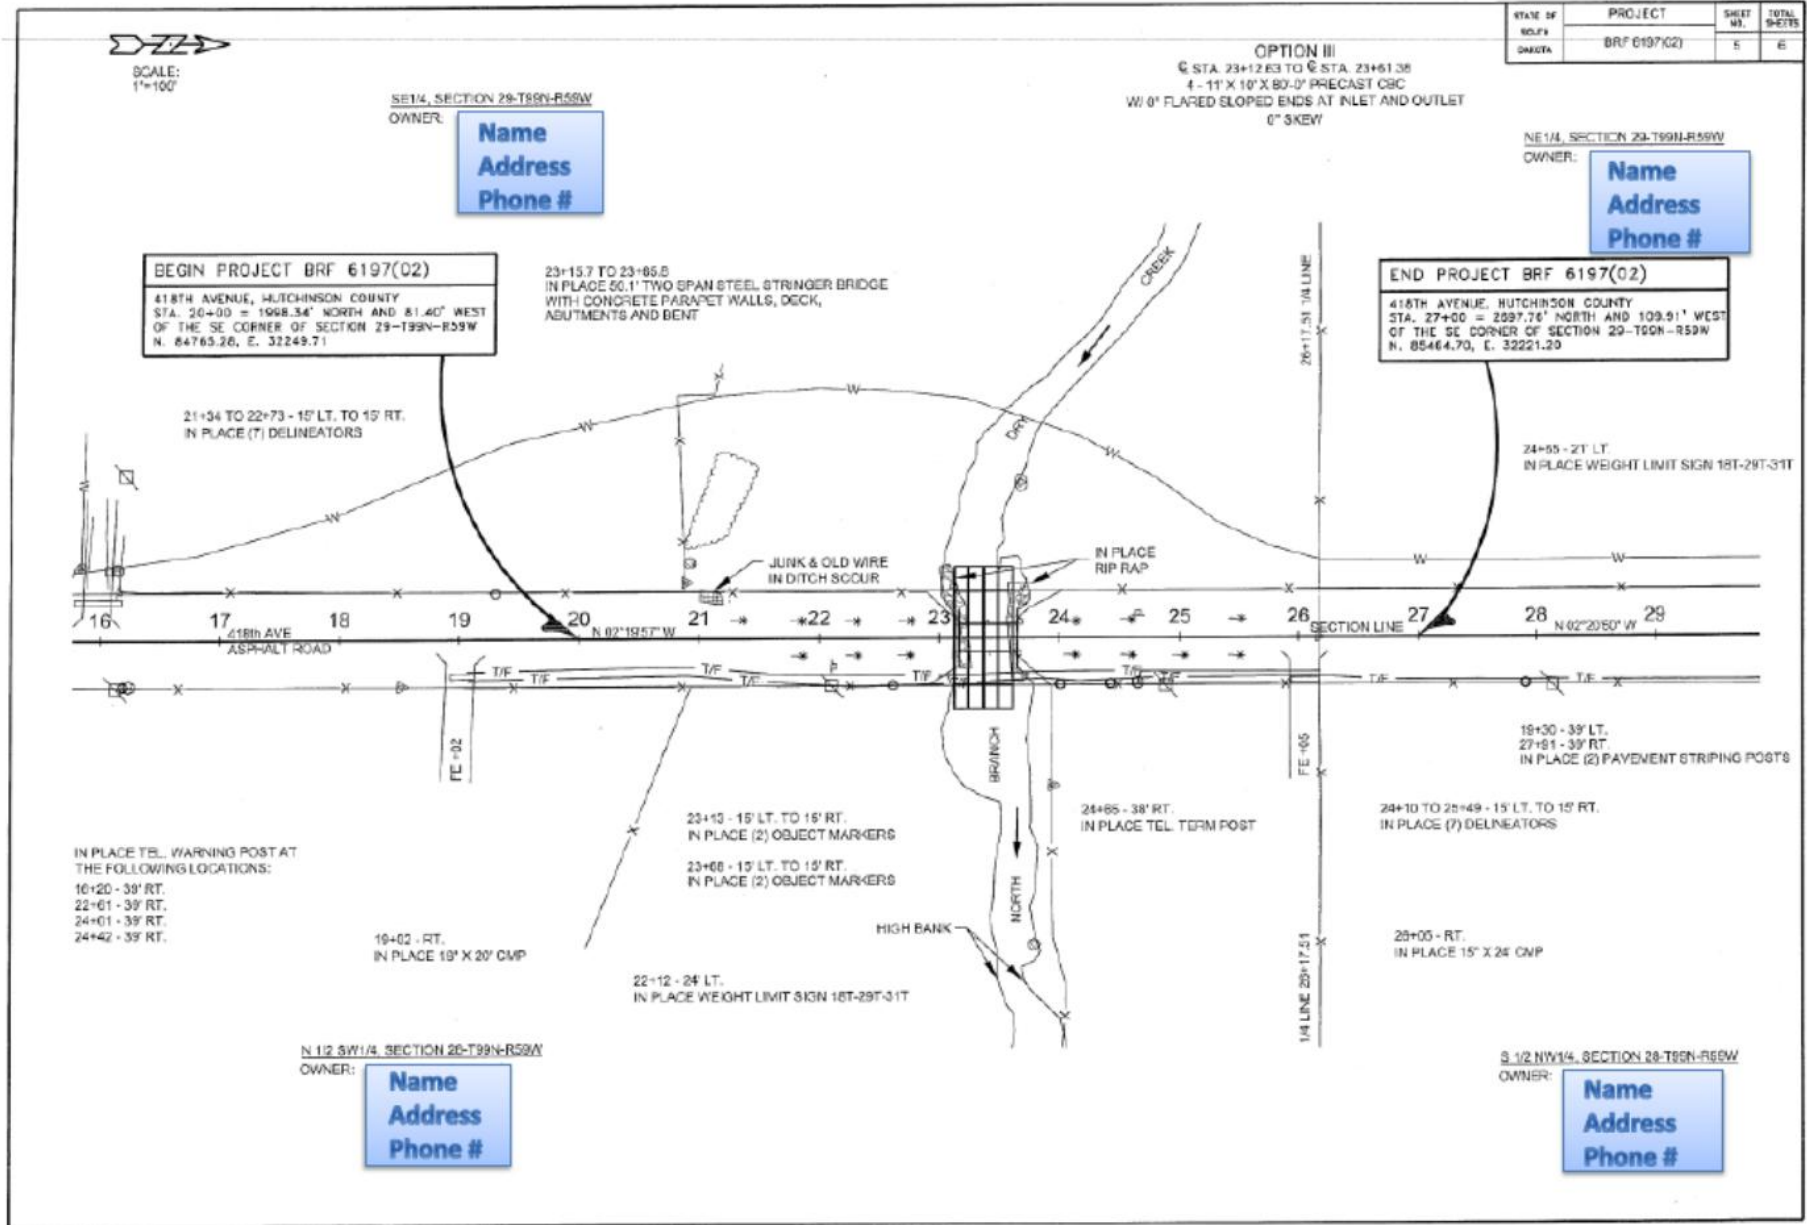 STATE OF SOUTH DAKOTA
PROJECT
BRF 6197(02)
SHEET NO.
5
TOTAL SHEETS
6
SCALE:
1"=100'
OPTION III
℄ STA. 23+12.63 TO ℄ STA. 23+61.38
4 - 11' X 10' X 80'-0" PRECAST CBC
W/ 0° FLARED SLOPED ENDS AT INLET AND OUTLET
0° SKEW
SE1/4, SECTION 29-T99N-R59W
OWNER:
Name
Address
Phone #
NE1/4, SECTION 29-T99N-R59W
OWNER:
Name
Address
Phone #
BEGIN PROJECT BRF 6197(02)
418TH AVENUE, HUTCHINSON COUNTY
STA. 20+00 = 1998.34' NORTH AND 81.40' WEST
OF THE SE CORNER OF SECTION 29-T99N-R59W
N. 84765.28, E. 32249.71
23+15.7 TO 23+65.8
IN PLACE 50.1' TWO SPAN STEEL STRINGER BRIDGE
WITH CONCRETE PARAPET WALLS, DECK,
ABUTMENTS AND BENT
END PROJECT BRF 6197(02)
418TH AVENUE, HUTCHINSON COUNTY
STA. 27+00 = 2697.76' NORTH AND 109.91' WEST
OF THE SE CORNER OF SECTION 29-T99N-R59W
N. 85464.70, E. 32221.20
CREEK
DRY
26+17.51 1/4 LINE
21+34 TO 22+73 - 15' LT. TO 15' RT.
IN PLACE (7) DELINEATORS
24+65 - 21' LT.
IN PLACE WEIGHT LIMIT SIGN 18T-29T-31T
W W W W W W W
JUNK & OLD WIRE
IN DITCH SCOUR
IN PLACE
RIP RAP
16 17 18 19 20 21 22 23 24 25 26 27 28 29
418th AVE
ASPHALT ROAD
N 02°19'57" W
SECTION LINE
N 02°20'60" W
T/F T/F T/F T/F T/F T/F T/F T/F T/F
FE +02
BRANCH
FE +05
19+30 - 39' LT.
27+91 - 39' RT.
IN PLACE (2) PAVEMENT STRIPING POSTS
23+13 - 15' LT. TO 15' RT.
IN PLACE (2) OBJECT MARKERS
23+68 - 15' LT. TO 15' RT.
IN PLACE (2) OBJECT MARKERS
24+65 - 38' RT.
IN PLACE TEL. TERM POST
24+10 TO 25+49 - 15' LT. TO 15' RT.
IN PLACE (7) DELINEATORS
IN PLACE TEL. WARNING POST AT
THE FOLLOWING LOCATIONS:
16+20 - 39' RT.
22+61 - 39' RT.
24+01 - 39' RT.
24+42 - 39' RT.
NORTH
HIGH BANK
19+02 - RT.
IN PLACE 18" X 20' CMP
26+05 - RT.
IN PLACE 15" X 24' CMP
22+12 - 24' LT.
IN PLACE WEIGHT LIMIT SIGN 18T-29T-31T
1/4 LINE 26+17.51
N 1/2 SW1/4, SECTION 28-T99N-R59W
OWNER:
Name
Address
Phone #
S 1/2 NW1/4, SECTION 28-T99N-R59W
OWNER:
Name
Address
Phone #